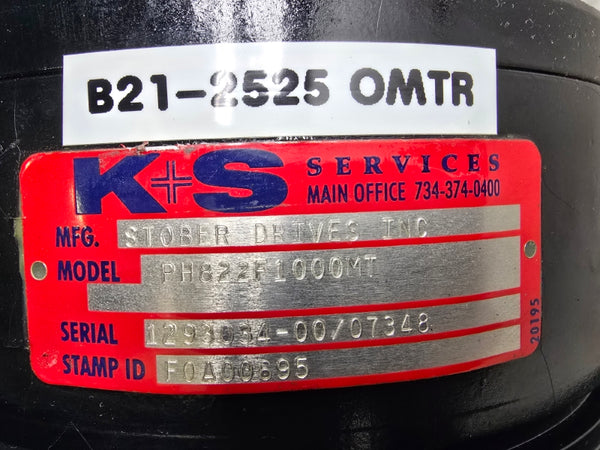 B21-2525 OMTR
K+S SERVICES
MAIN OFFICE 734-374-0400
MFG. STOBER DRIVES INC
MODEL PH822F1000MT
SERIAL 1293034-00/07348
STAMP ID F0A00895
20195